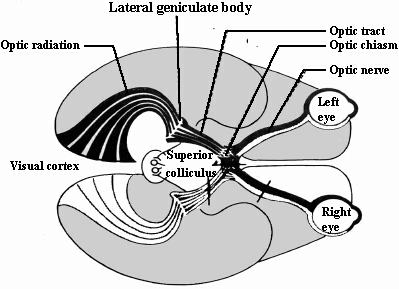 Lateral geniculate body
Optic radiation
Optic tract
Optic chiasm
Optic nerve
Left
eye
Visual cortex
Superior
colliculus
Right
eye